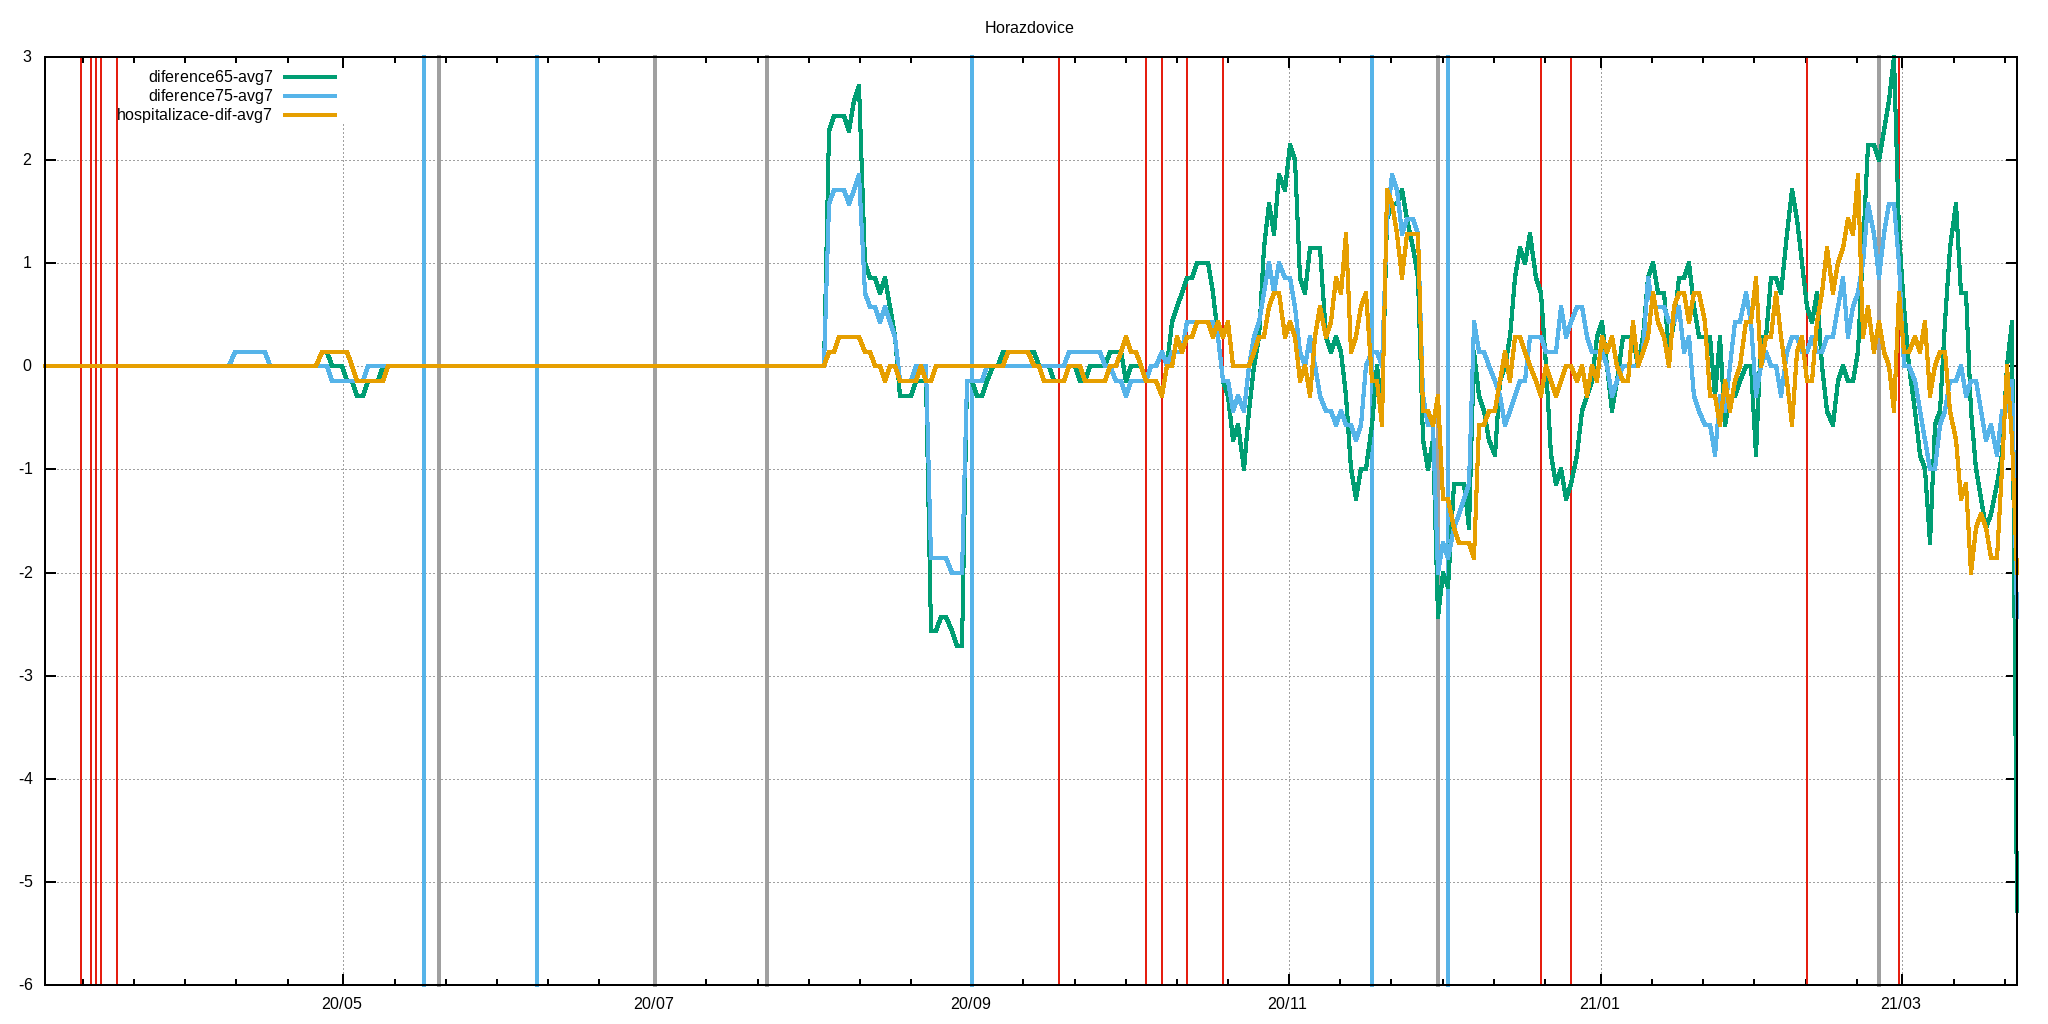 Horazdovice
3
diference65-avg7
diference75-avg7
hospitalizace-dif-avg7
2
1
0
-1
-2
-3
-4
-5
-6
20/05 20/07 20/09 20/11 21/01 21/03